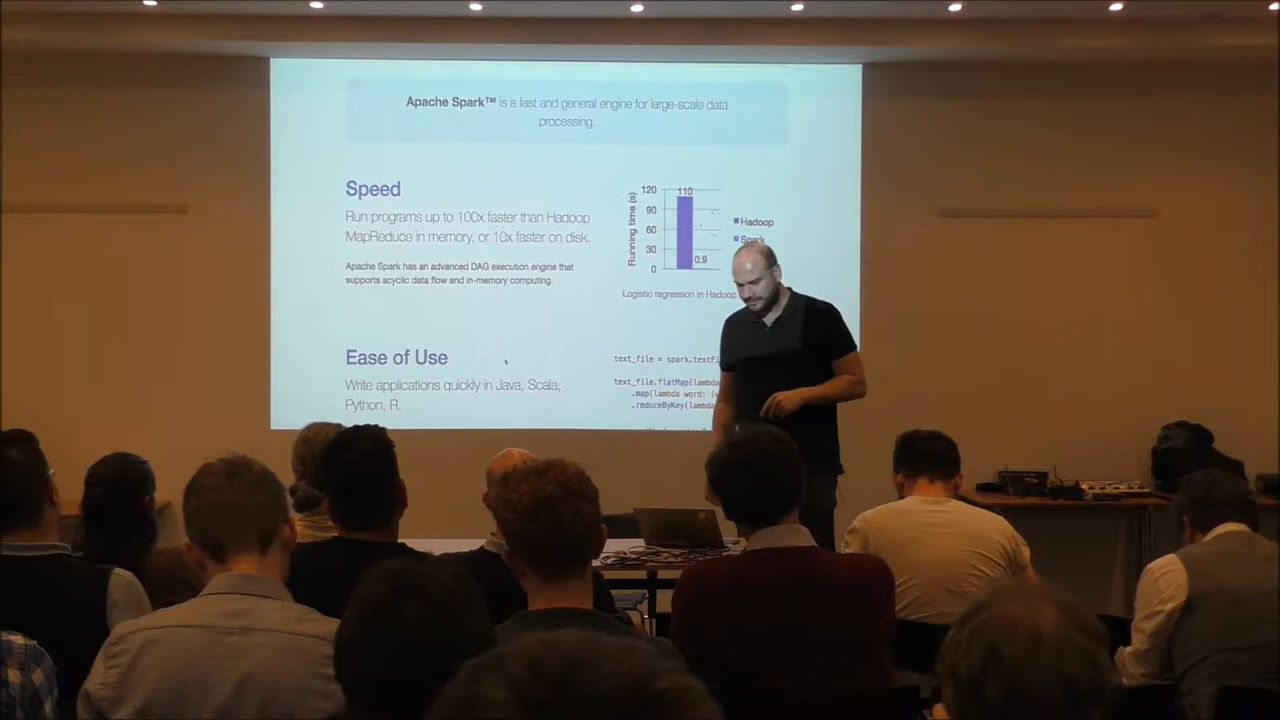 Apache Spark™ is a fast and general engine for large-scale data
processing.
Speed
Run programs up to 100x faster than Hadoop
MapReduce in memory, or 10x faster on disk.
Apache Spark has an advanced DAG execution engine that
supports acyclic data flow and in-memory computing.
Running time (s)
120
90
60
30
0
110
0.9
Hadoop
Spark
Logistic regression in Hadoop
Ease of Use
Write applications quickly in Java, Scala,
Python, R.
text_file = spark.textFi
text_file.flatMap(lambda
.map(lambda word: (w
.reduceByKey(lambda